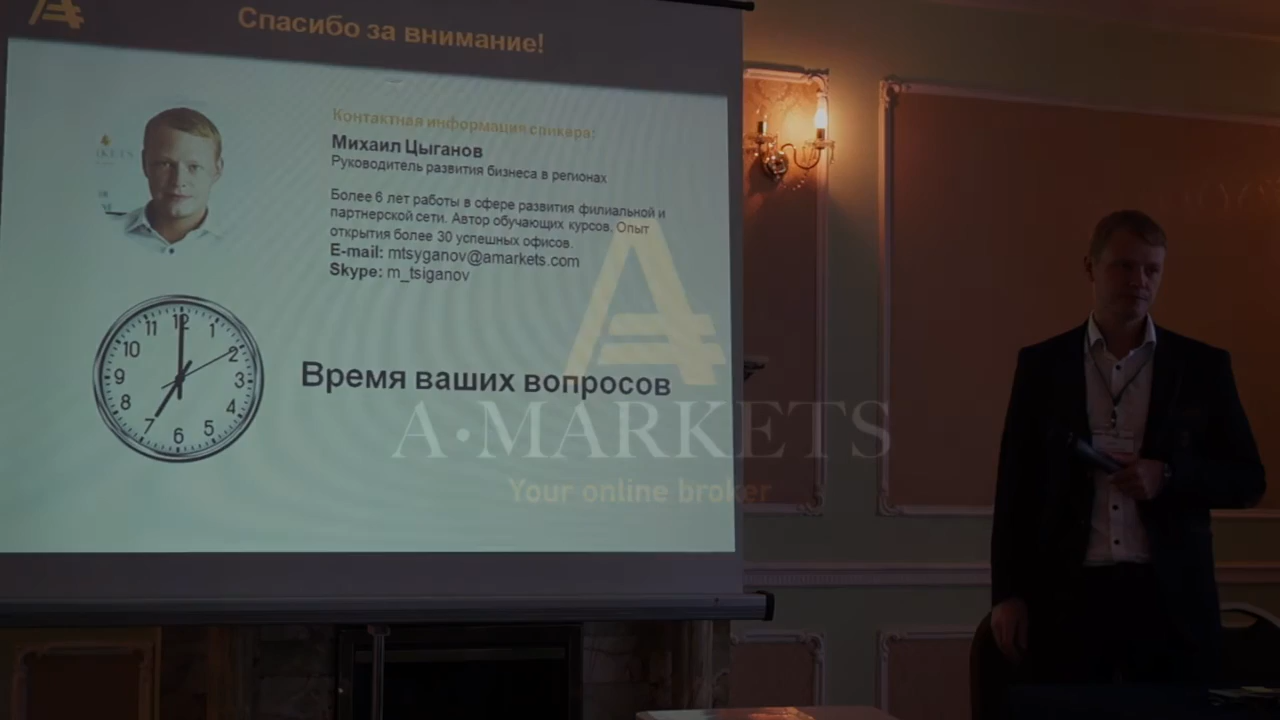 Спасибо за внимание!
Контактная информация спикера:
Михаил Цыганов
Руководитель развития бизнеса в регионах
Более 6 лет работы в сфере развития филиальной и
партнерской сети. Автор обучающих курсов. Опыт
открытия более 30 успешных офисов.
E-mail: mtsyganov@amarkets.com
Skype: m_tsiganov
12
1
2
3
4
5
6
7
8
9
10
11
Время ваших вопросов
A·MARKETS
Your online broker